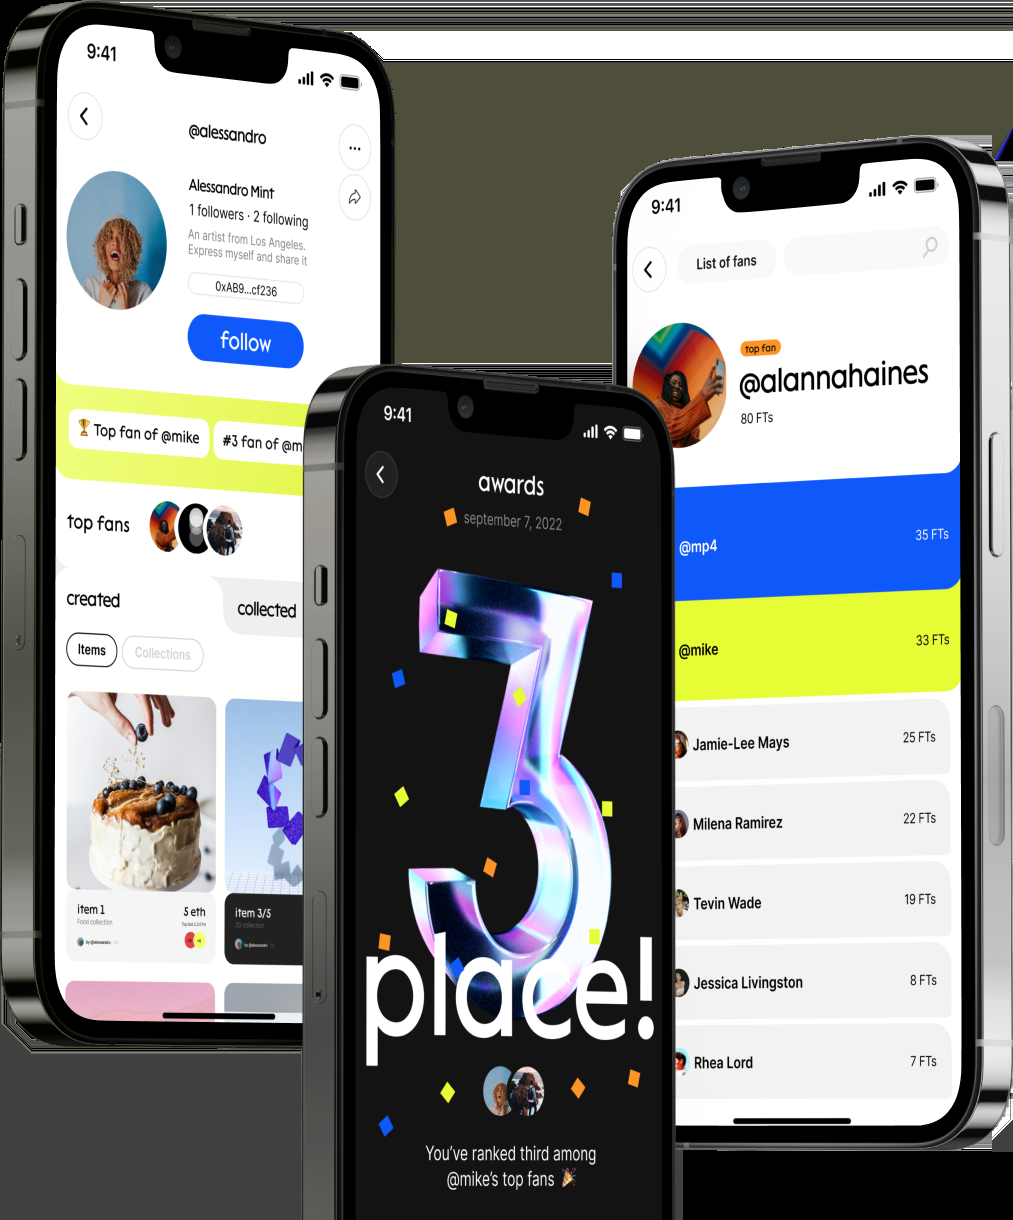 9:41
@alessandro
Alessandro Mint
1 followers · 2 following
An artist from Los Angeles.
Express myself and share it
0xAB9...cf236
follow
🏆 Top fan of @mike
#3 fan of @m
top fans
created
collected
Items
Collections
item 1
5 eth
Food collection
by @alessandro
item 3/5
3D collection
by @alessandro
9:41
awards
september 7, 2022
3
place!
You've ranked third among
@mike's top fans 🎉
9:41
List of fans
top fan
@alannahaines
80 FTs
@mp4
35 FTs
@mike
33 FTs
Jamie-Lee Mays
25 FTs
Milena Ramirez
22 FTs
Tevin Wade
19 FTs
Jessica Livingston
8 FTs
Rhea Lord
7 FTs